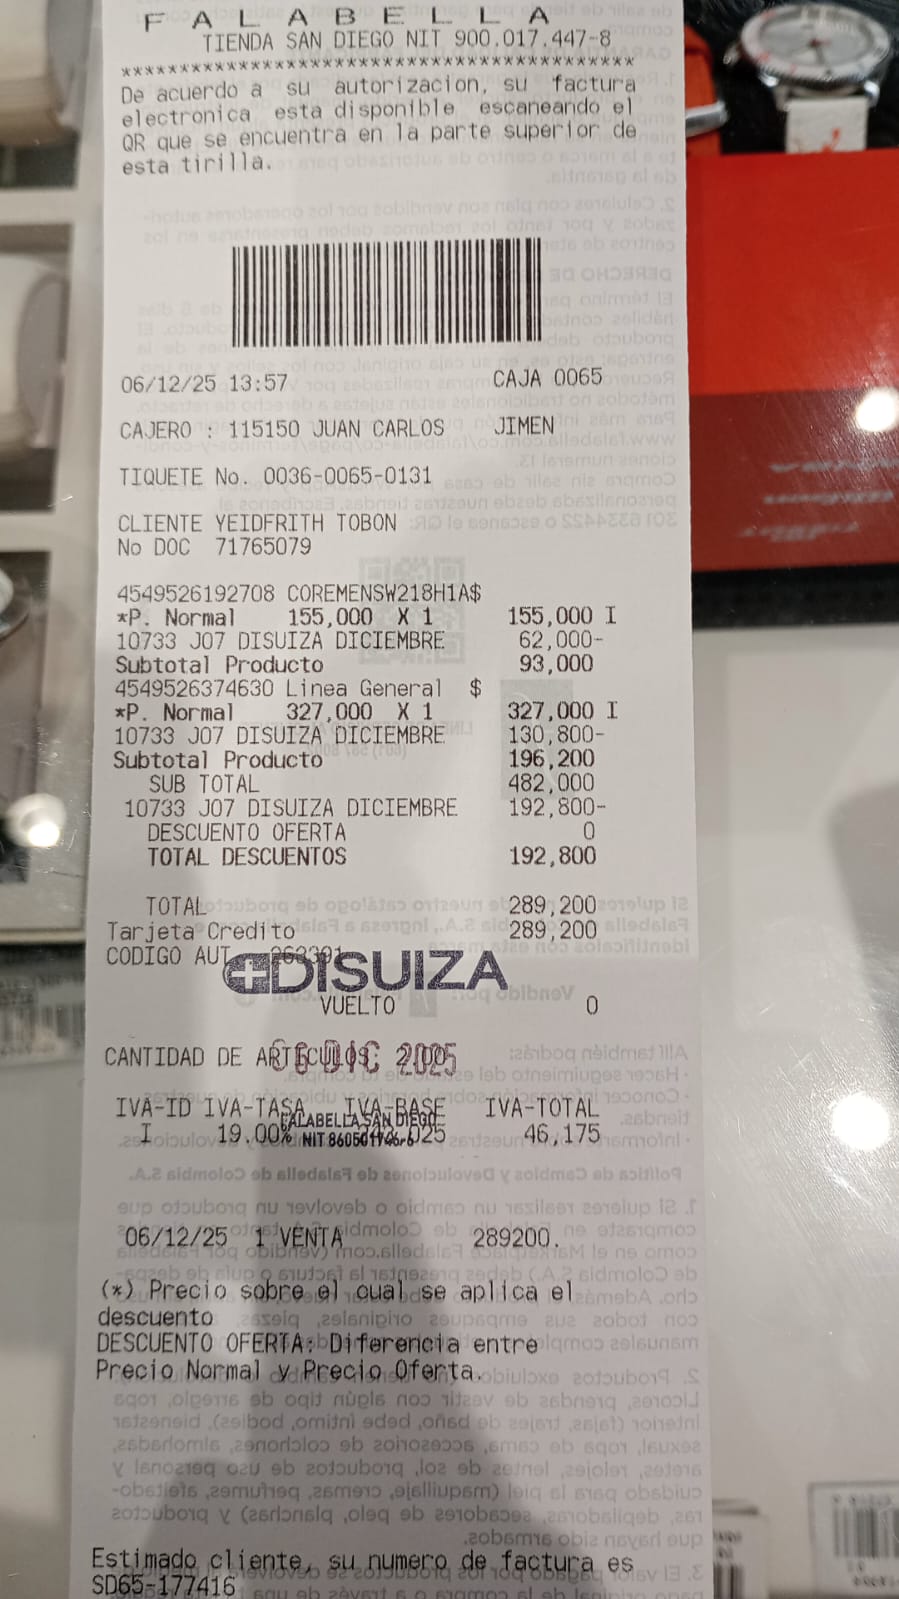 F A L A B E L L A
TIENDA SAN DIEGO NIT 900.017.447-8
****************************************
De acuerdo a su autorizacion, su factura
electronica esta disponible escaneando el
QR que se encuentra en la parte superior de
esta tirilla.
06/12/25 13:57 CAJA 0065
CAJERO : 115150 JUAN CARLOS JIMEN
TIQUETE No. 0036-0065-0131
CLIENTE YEIDFRITH TOBON
No DOC 71765079
4549526192708 COREMENSW218H1A$
*P. Normal 155,000 X 1 155,000 I
10733 J07 DISUIZA DICIEMBRE 62,000-
Subtotal Producto 93,000
4549526374630 Linea General $
*P. Normal 327,000 X 1 327,000 I
10733 J07 DISUIZA DICIEMBRE 130,800-
Subtotal Producto 196,200
SUB TOTAL 482,000
10733 J07 DISUIZA DICIEMBRE 192,800-
DESCUENTO OFERTA 0
TOTAL DESCUENTOS 192,800
TOTAL 289,200
Tarjeta Credito 289,200
CODIGO AUT
DISUIZA
VUELTO 0
CANTIDAD DE ARTICULOS
06 DIC 2025
IVA-ID IVA-TASA IVA-BASE IVA-TOTAL
FALABELLA SAN DIEGO
I 19.00% 46,175
06/12/25 1 VENTA 289200.
(*) Precio sobre el cual se aplica el
descuento
DESCUENTO OFERTA: Diferencia entre
Precio Normal y Precio Oferta.
Estimado cliente, su numero de factura es
SD65-177416